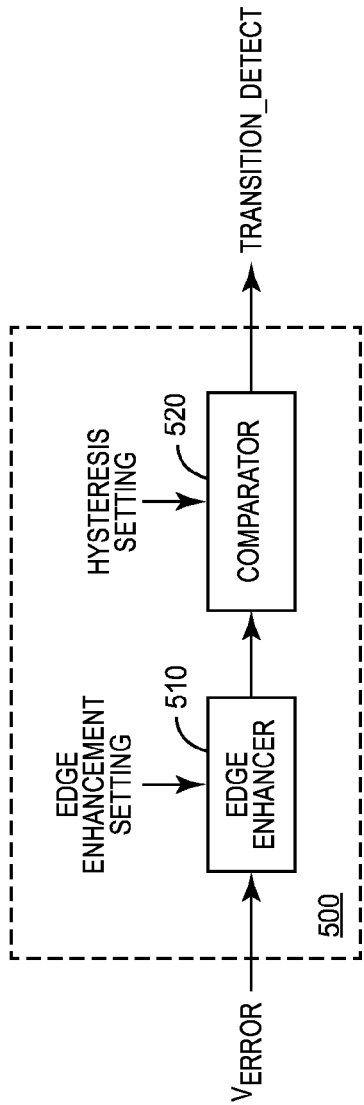 VERROR
EDGE
ENHANCEMENT
SETTING
510
EDGE
ENHANCER
HYSTERESIS
SETTING
520
COMPARATOR
TRANSITION_DETECT
500